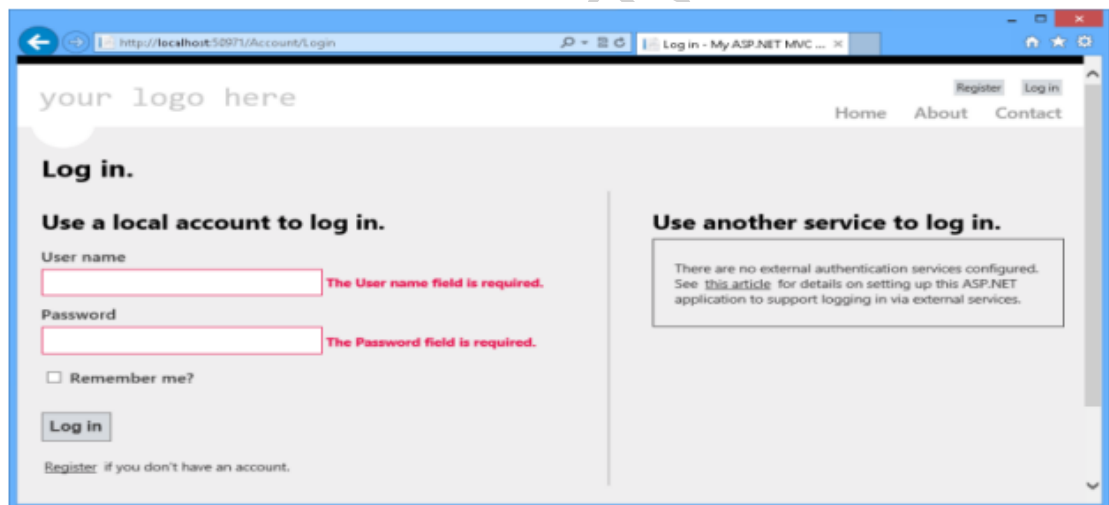 http://localhost:50971/Account/Login
Log in - My ASP.NET MVC ...
your logo here
Register Log in
Home About Contact
Log in.
Use a local account to log in.
User name
The User name field is required.
Password
The Password field is required.
Remember me?
Log in
Register if you don't have an account.
Use another service to log in.
There are no external authentication services configured.
See this article for details on setting up this ASP.NET
application to support logging in via external services.